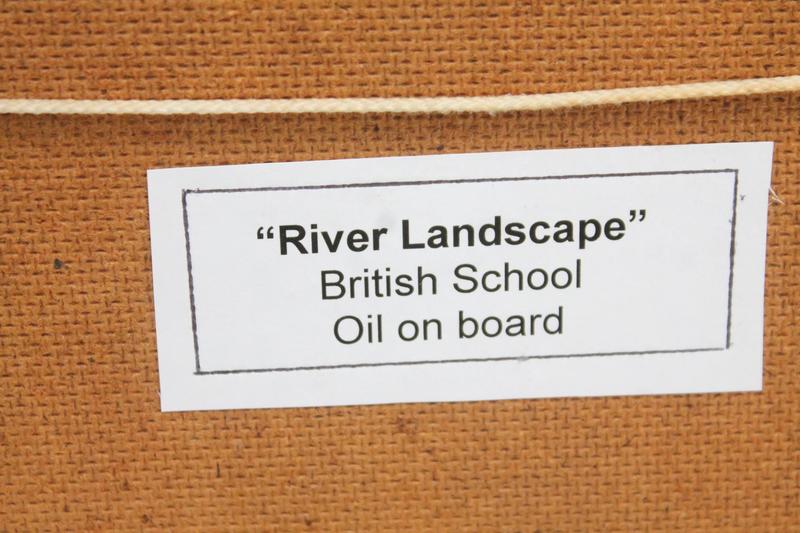 “River Landscape”
British School
Oil on board